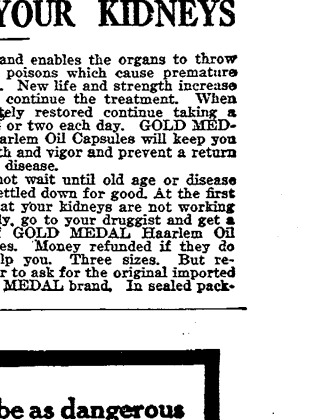 YOUR KIDNEYS
and enables the organs to throw
poisons which cause premature
. New life and strength increase
continue the treatment. When
tely restored continue taking a
or two each day. GOLD MED-
arlem Oil Capsules will keep you
th and vigor and prevent a return
disease.
not wait until old age or disease
ettled down for good. At the first
at your kidneys are not working
ly, go to your druggist and get a
GOLD MEDAL Haarlem Oil
es. Money refunded if they do
lp you. Three sizes. But re-
r to ask for the original imported
MEDAL brand. In sealed pack-
be as dangerous